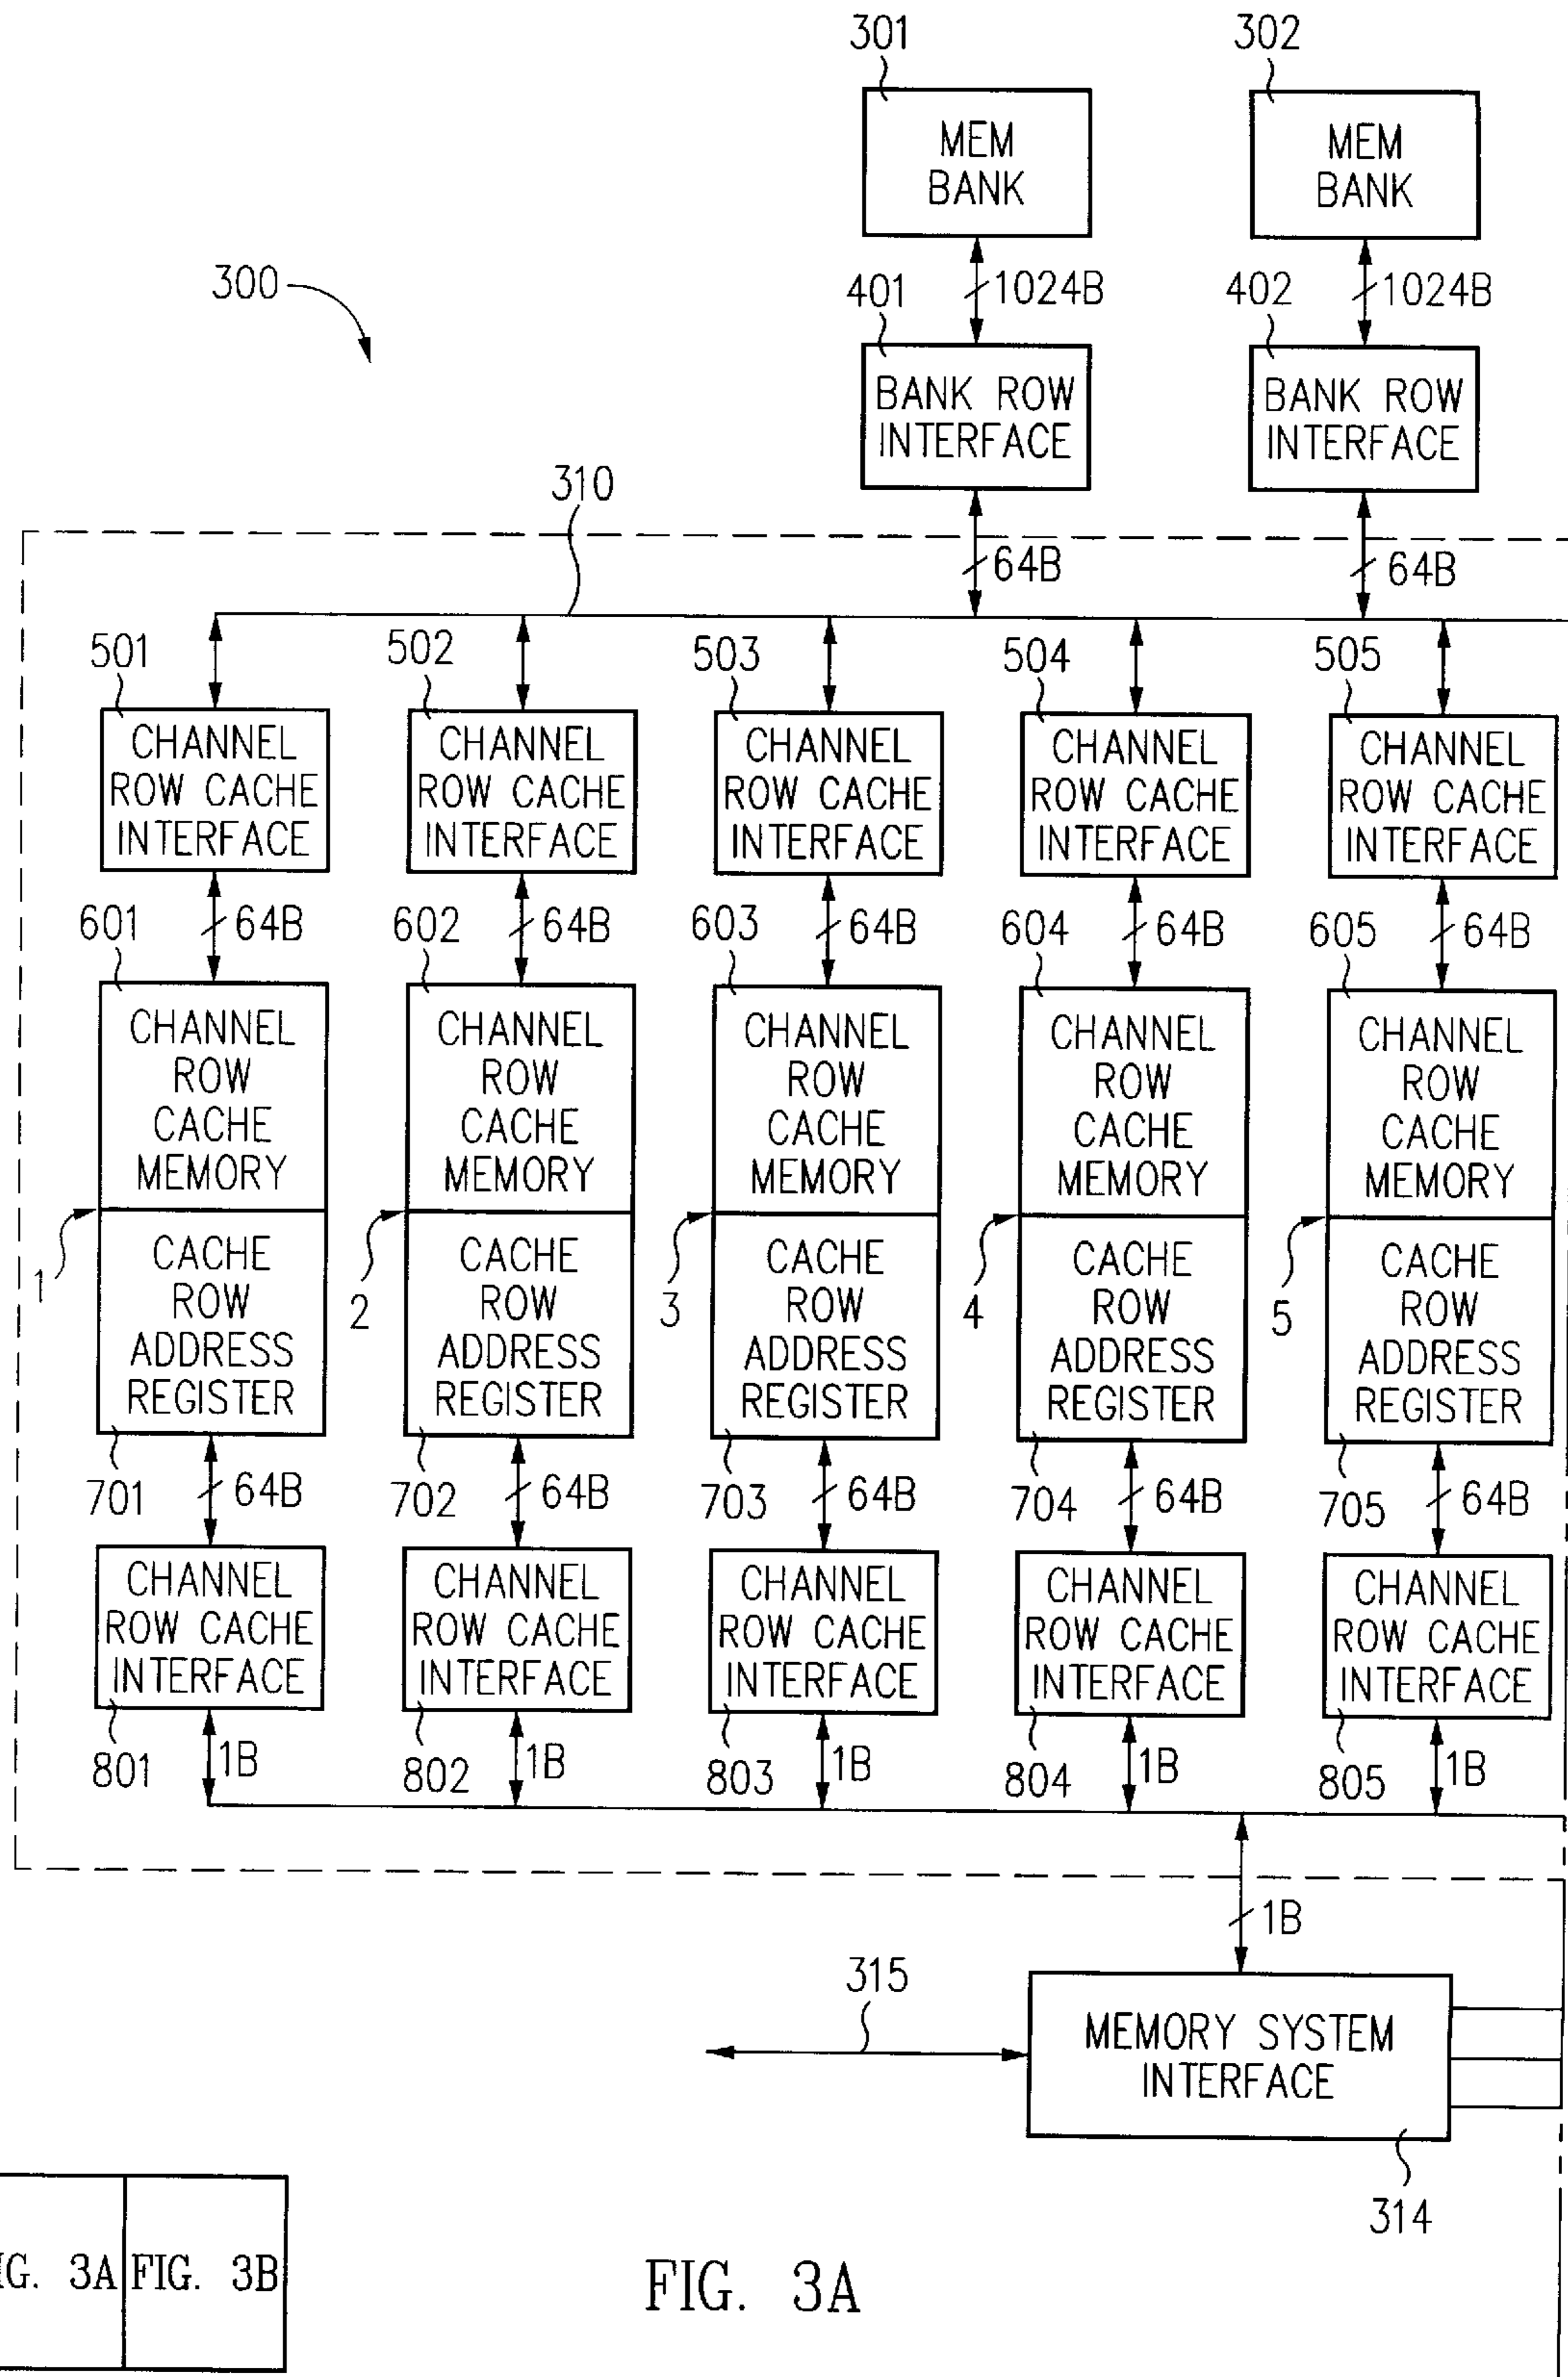 301
302
MEM
BANK
MEM
BANK
300
401
1024B
402
1024B
BANK ROW
INTERFACE
BANK ROW
INTERFACE
310
64B
64B
501
502
503
504
505
CHANNEL
ROW CACHE
INTERFACE
CHANNEL
ROW CACHE
INTERFACE
CHANNEL
ROW CACHE
INTERFACE
CHANNEL
ROW CACHE
INTERFACE
CHANNEL
ROW CACHE
INTERFACE
601
64B
602
64B
603
64B
604
64B
605
64B
CHANNEL
ROW
CACHE
MEMORY
CHANNEL
ROW
CACHE
MEMORY
CHANNEL
ROW
CACHE
MEMORY
CHANNEL
ROW
CACHE
MEMORY
CHANNEL
ROW
CACHE
MEMORY
1
2
3
4
5
CACHE
ROW
ADDRESS
REGISTER
CACHE
ROW
ADDRESS
REGISTER
CACHE
ROW
ADDRESS
REGISTER
CACHE
ROW
ADDRESS
REGISTER
CACHE
ROW
ADDRESS
REGISTER
701
64B
702
64B
703
64B
704
64B
705
64B
CHANNEL
ROW CACHE
INTERFACE
CHANNEL
ROW CACHE
INTERFACE
CHANNEL
ROW CACHE
INTERFACE
CHANNEL
ROW CACHE
INTERFACE
CHANNEL
ROW CACHE
INTERFACE
801
1B
802
1B
803
1B
804
1B
805
1B
1B
315
MEMORY SYSTEM
INTERFACE
314
IG. 3A
FIG. 3B
FIG. 3A